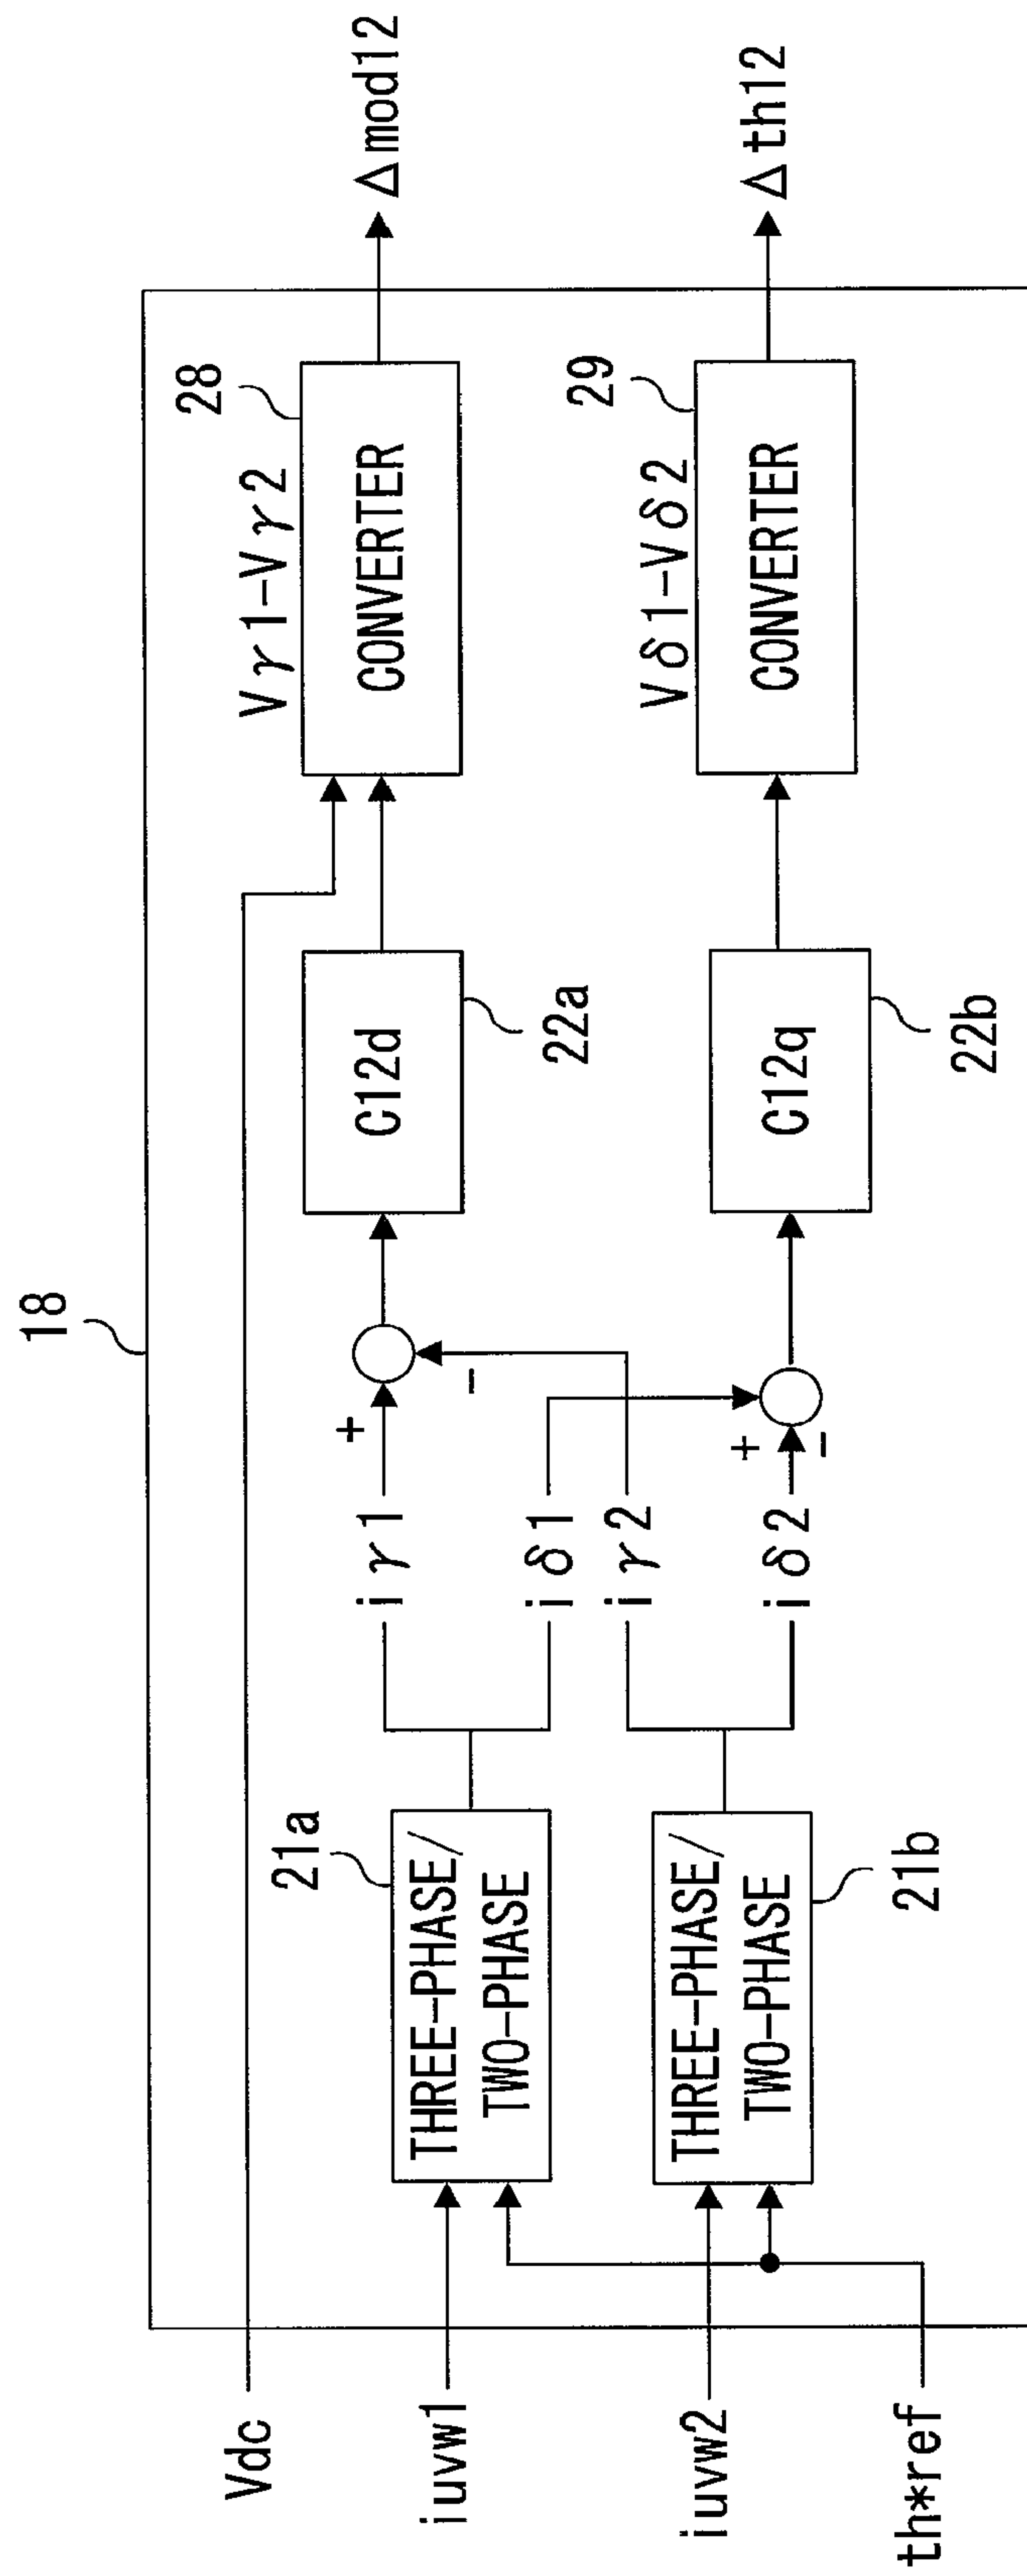 18
Vdc
iuvw1
iuvw2
th*ref
21a
THREE-PHASE/
TWO-PHASE
THREE-PHASE/
TWO-PHASE
21b
iγ1
iδ1
iγ2
iδ2
+
-
+
-
C12d
22a
C12q
22b
Vγ1-Vγ2
28
CONVERTER
Vδ1-Vδ2
29
CONVERTER
Δmod12
Δth12